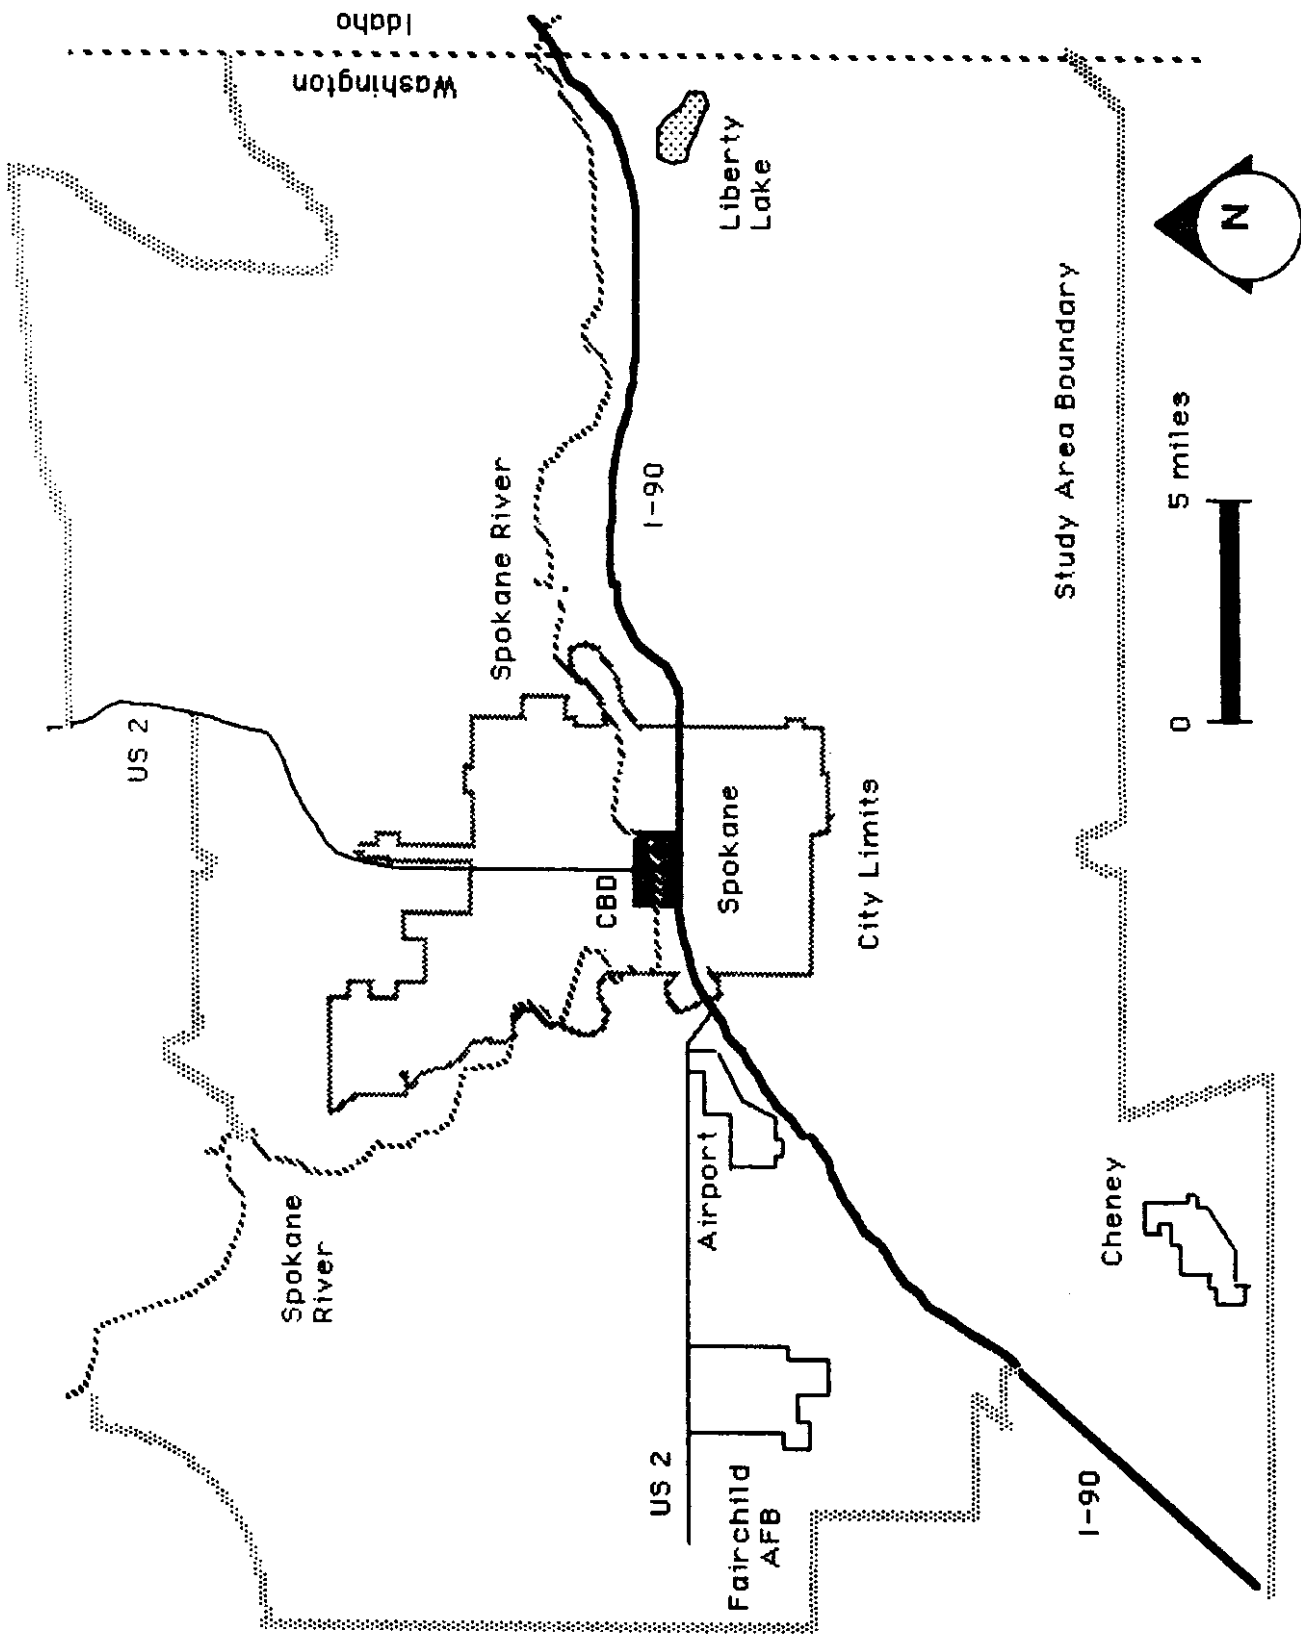 Idaho
Washington
US 2
Spokane River
I-90
Liberty
Lake
CBD
Spokane
City Limits
Spokane
River
Airport
US 2
Fairchild
AFB
I-90
Cheney
Study Area Boundary
0
5 miles
N